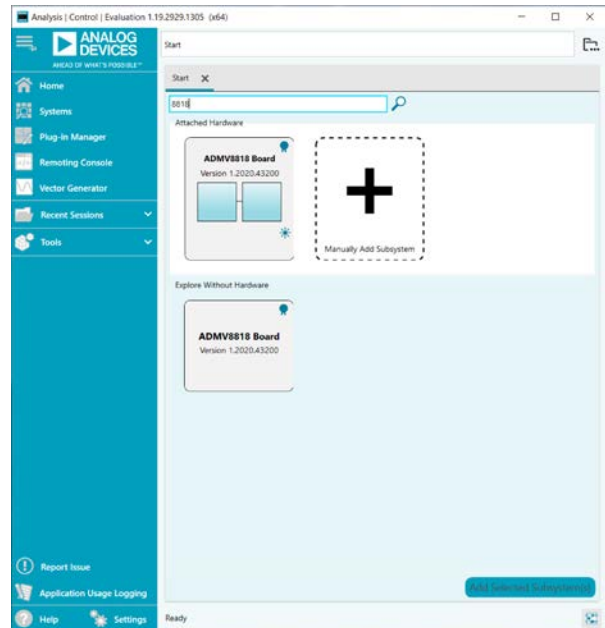 Analysis | Control | Evaluation 1.19.2929.1305 (x64)
ANALOG
DEVICES
AHEAD OF WHAT'S POSSIBLE™
Start
Home
Systems
Plug-In Manager
Remoting Console
Vector Generator
Recent Sessions
Tools
Start
8818
Attached Hardware
ADMV8818 Board
Version 1.2020.43200
Manually Add Subsystem
Explore Without Hardware
ADMV8818 Board
Version 1.2020.43200
Report Issue
Application Usage Logging
Add Selected Subsystem(s)
Help
Settings
Ready